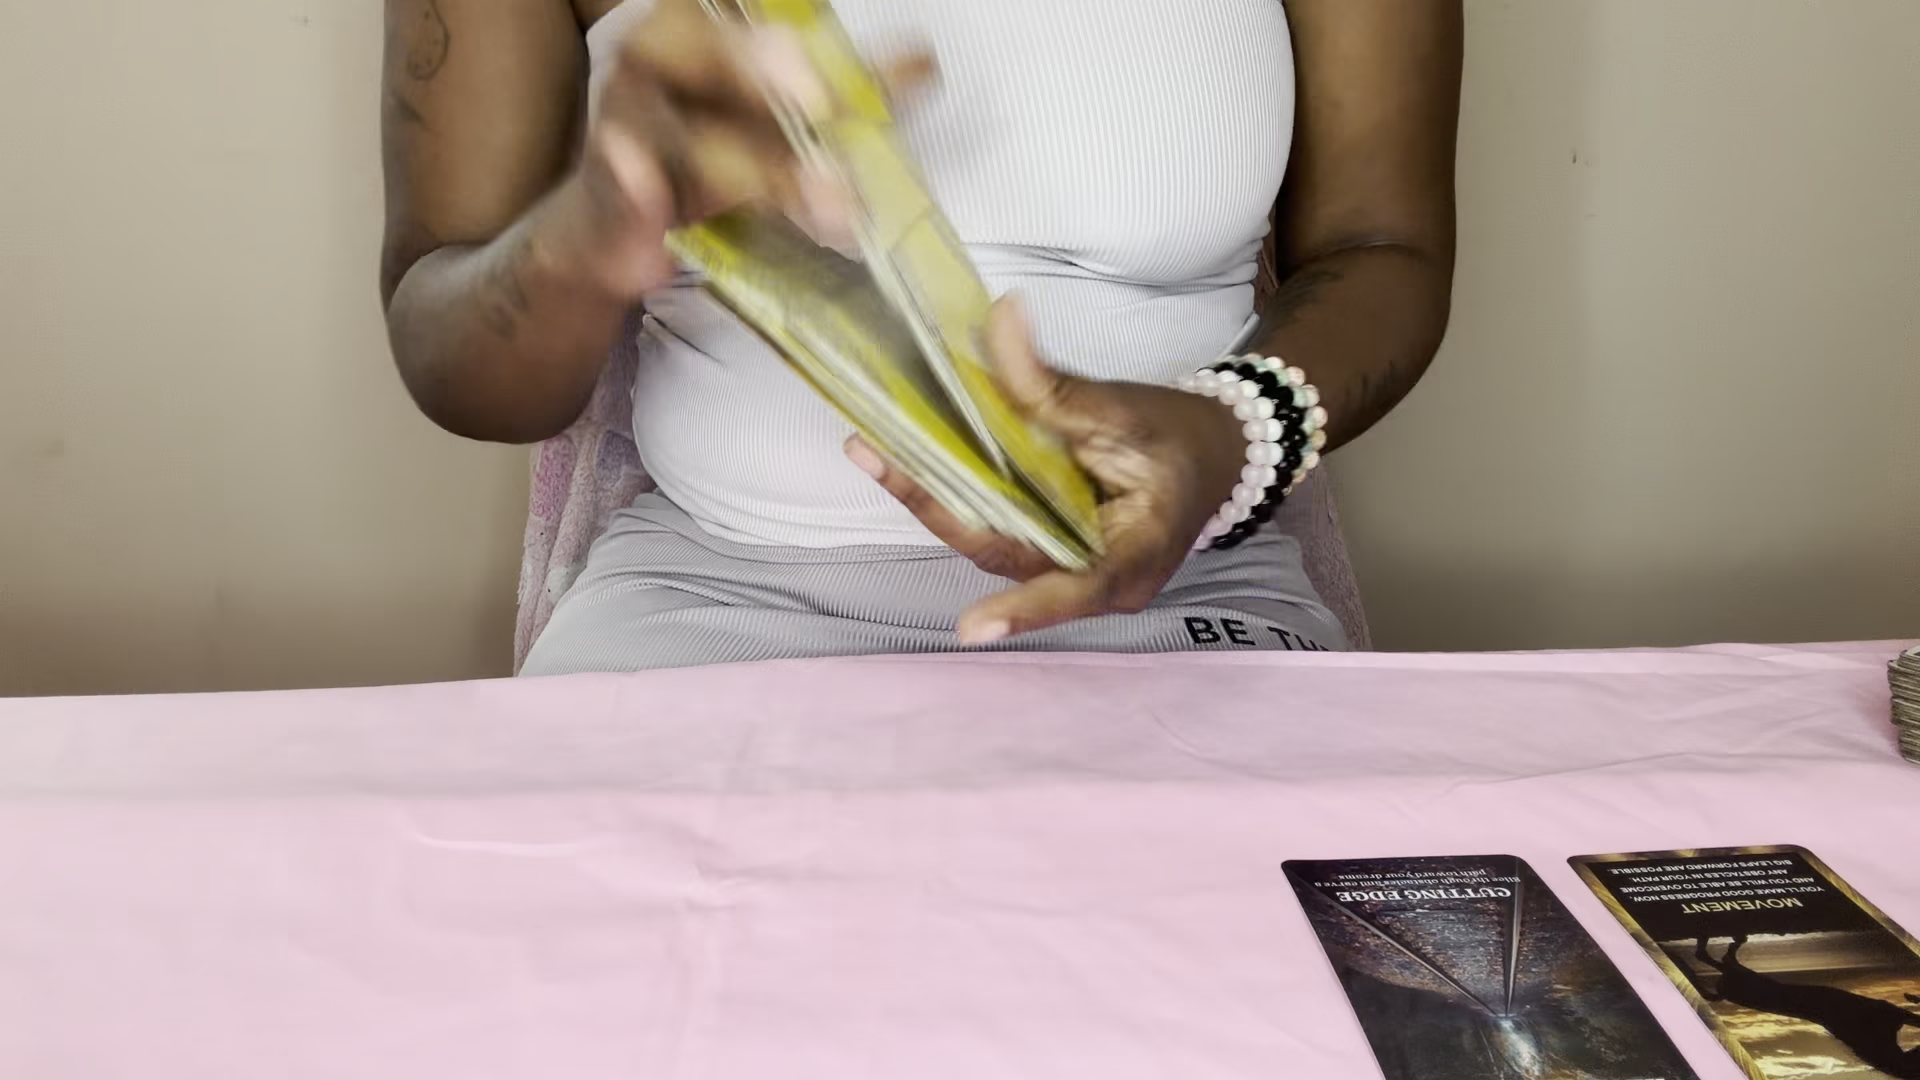 BE
CUTTING EDGE
Slice through obstacles and carve a
path toward your dreams
MOVEMENT
YOU'LL MAKE GOOD PROGRESS NOW,
AND YOU WILL BE ABLE TO OVERCOME
ANY OBSTACLES IN YOUR PATH.
BIG LEAPS FORWARD ARE POSSIBLE.